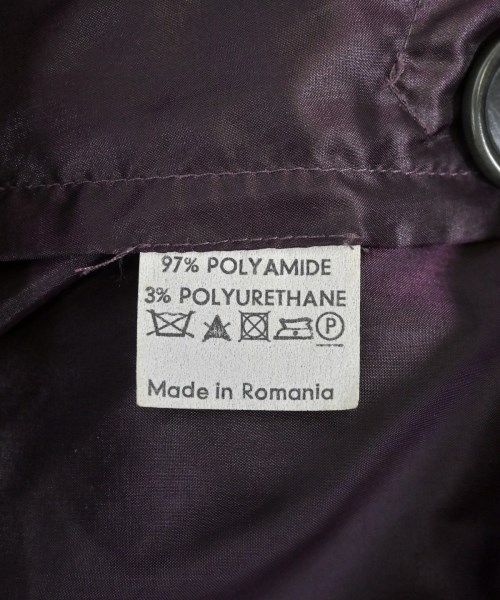 97% POLYAMIDE
3% POLYURETHANE
P
Made in Romania